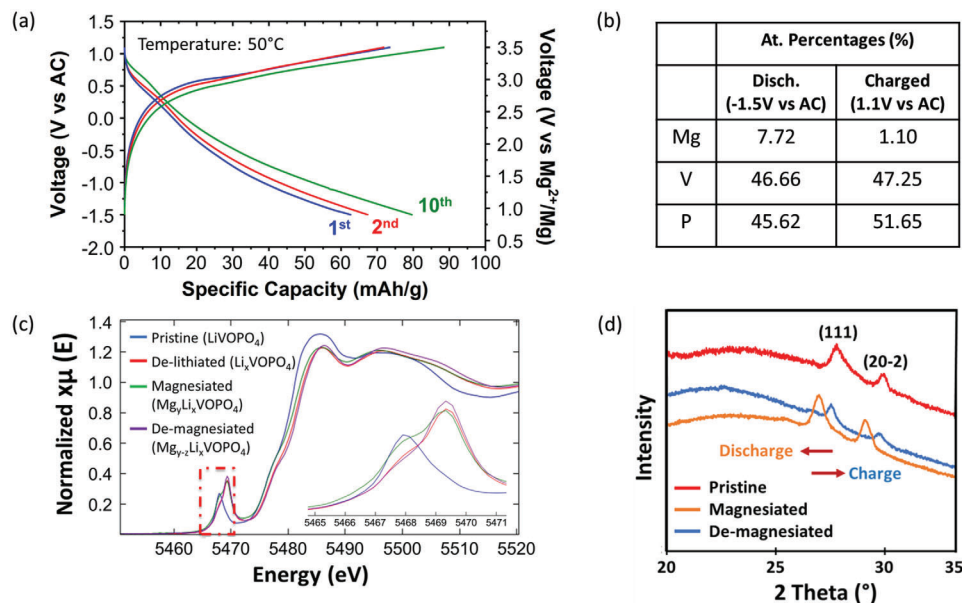 (a)
Temperature: 50°C
Voltage (V vs AC)
1.5
1.0
0.5
0.0
-0.5
-1.0
-1.5
-2.0
Voltage (V vs Mg²⁺/Mg)
3.5
3.0
2.5
2.0
1.5
1.0
0.5
1st
2nd
10th
0 10 20 30 40 50 60 70 80 90 100
Specific Capacity (mAh/g)
(b)
At. Percentages (%)
Disch. (-1.5V vs AC)
Charged (1.1V vs AC)
Mg 7.72 1.10
V 46.66 47.25
P 45.62 51.65
(c)
Normalized xμ (E)
1.4
1.2
1.0
0.8
0.6
0.4
0.2
Pristine (LiVOPO₄)
De-lithiated (LiₓVOPO₄)
Magnesiated
(MgᵧLiₓVOPO₄)
De-magnesiated
(Mgᵧ₋zLiₓVOPO₄)
5465 5466 5467 5468 5469 5470 5471
5460 5470 5480 5490 5500 5510 5520
Energy (eV)
(d)
Intensity
(111)
(20-2)
Discharge
Charge
Pristine
Magnesiated
De-magnesiated
20 25 30 35
2 Theta (°)